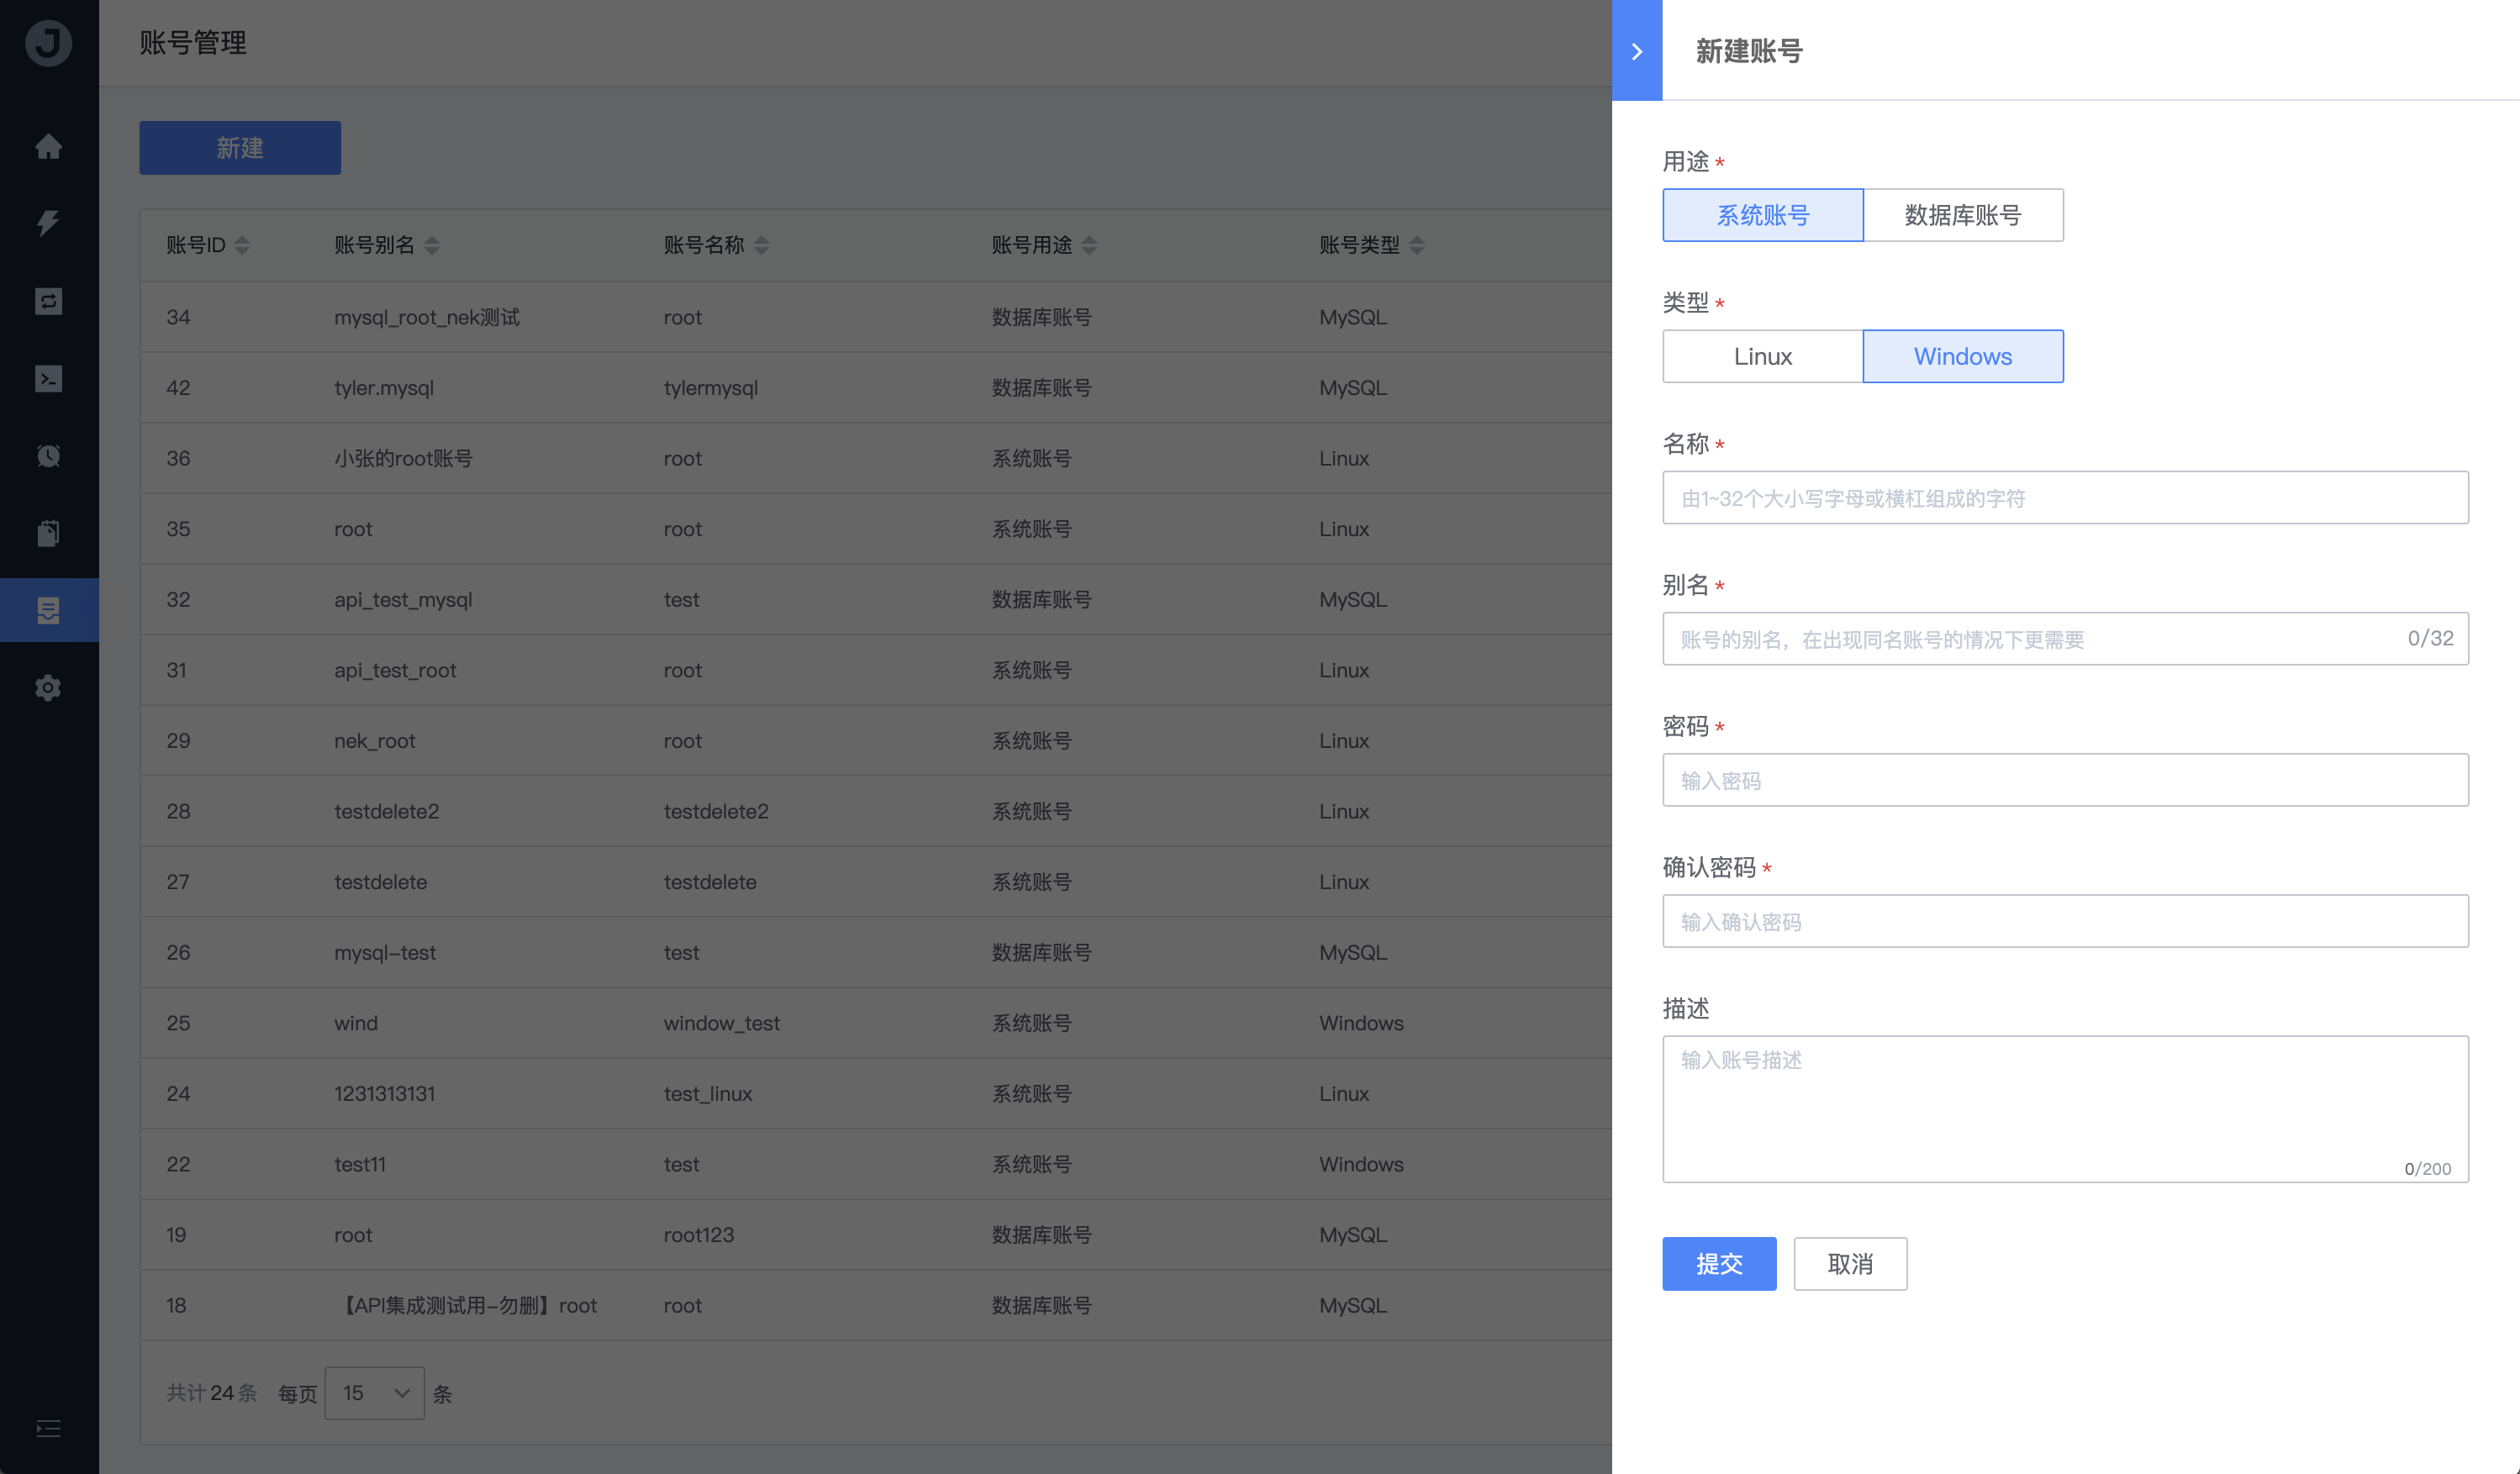 J
账号管理
新建
账号ID 账号别名 账号名称 账号用途 账号类型
34 mysql_root_nek测试 root 数据库账号 MySQL
42 tyler.mysql tylermysql 数据库账号 MySQL
36 小张的root账号 root 系统账号 Linux
35 root root 系统账号 Linux
32 api_test_mysql test 数据库账号 MySQL
31 api_test_root root 系统账号 Linux
29 nek_root root 系统账号 Linux
28 testdelete2 testdelete2 系统账号 Linux
27 testdelete testdelete 系统账号 Linux
26 mysql-test test 数据库账号 MySQL
25 wind window_test 系统账号 Windows
24 1231313131 test_linux 系统账号 Linux
22 test11 test 系统账号 Windows
19 root root123 数据库账号 MySQL
18 【API集成测试用-勿删】root root 数据库账号 MySQL
共计 24 条 每页 15 条
新建账号
用途 *
系统账号 数据库账号
类型 *
Linux Windows
名称 *
由1~32个大小写字母或横杠组成的字符
别名 *
账号的别名，在出现同名账号的情况下更需要 0/32
密码 *
输入密码
确认密码 *
输入确认密码
描述
输入账号描述
0/200
提交 取消